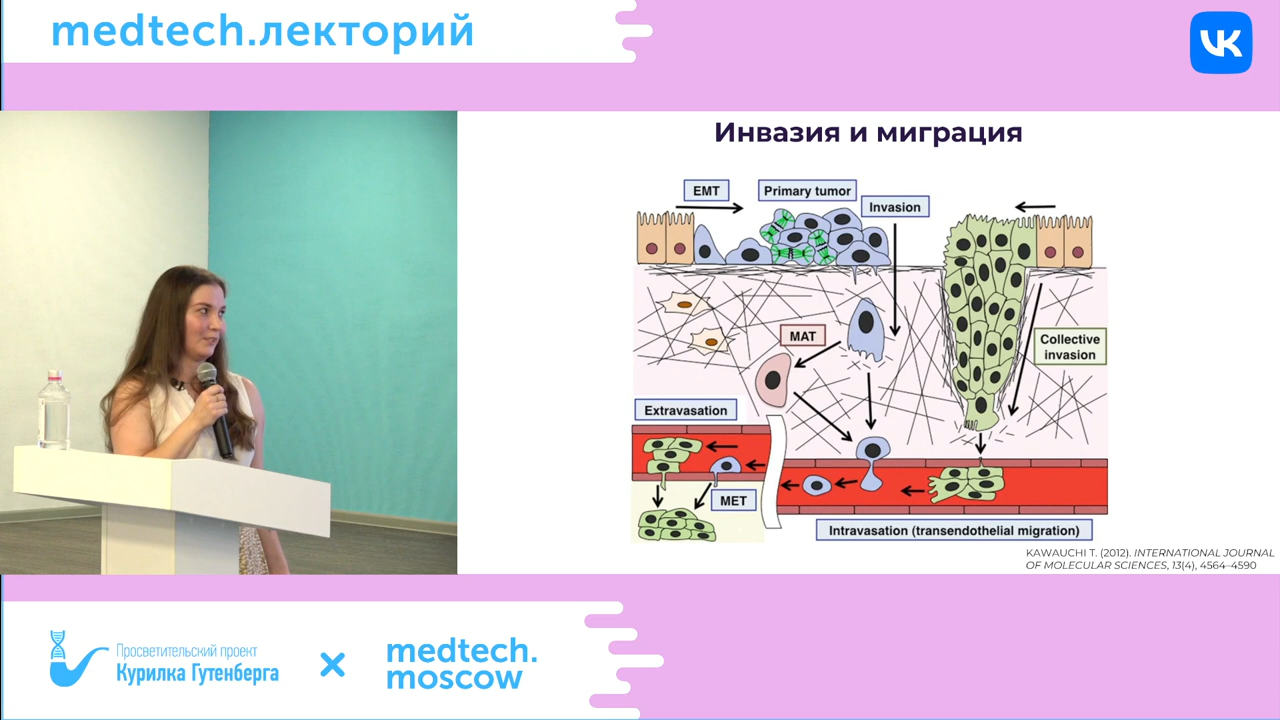 medtech.лекторий
Инвазия и миграция
EMT
Primary tumor
Invasion
MAT
Collective
invasion
Extravasation
MET
Intravasation (transendothelial migration)
KAWAUCHI T. (2012). INTERNATIONAL JOURNAL
OF MOLECULAR SCIENCES, 13(4), 4564–4590
Просветительский проект
Курилка Гутенберга
medtech.
moscow